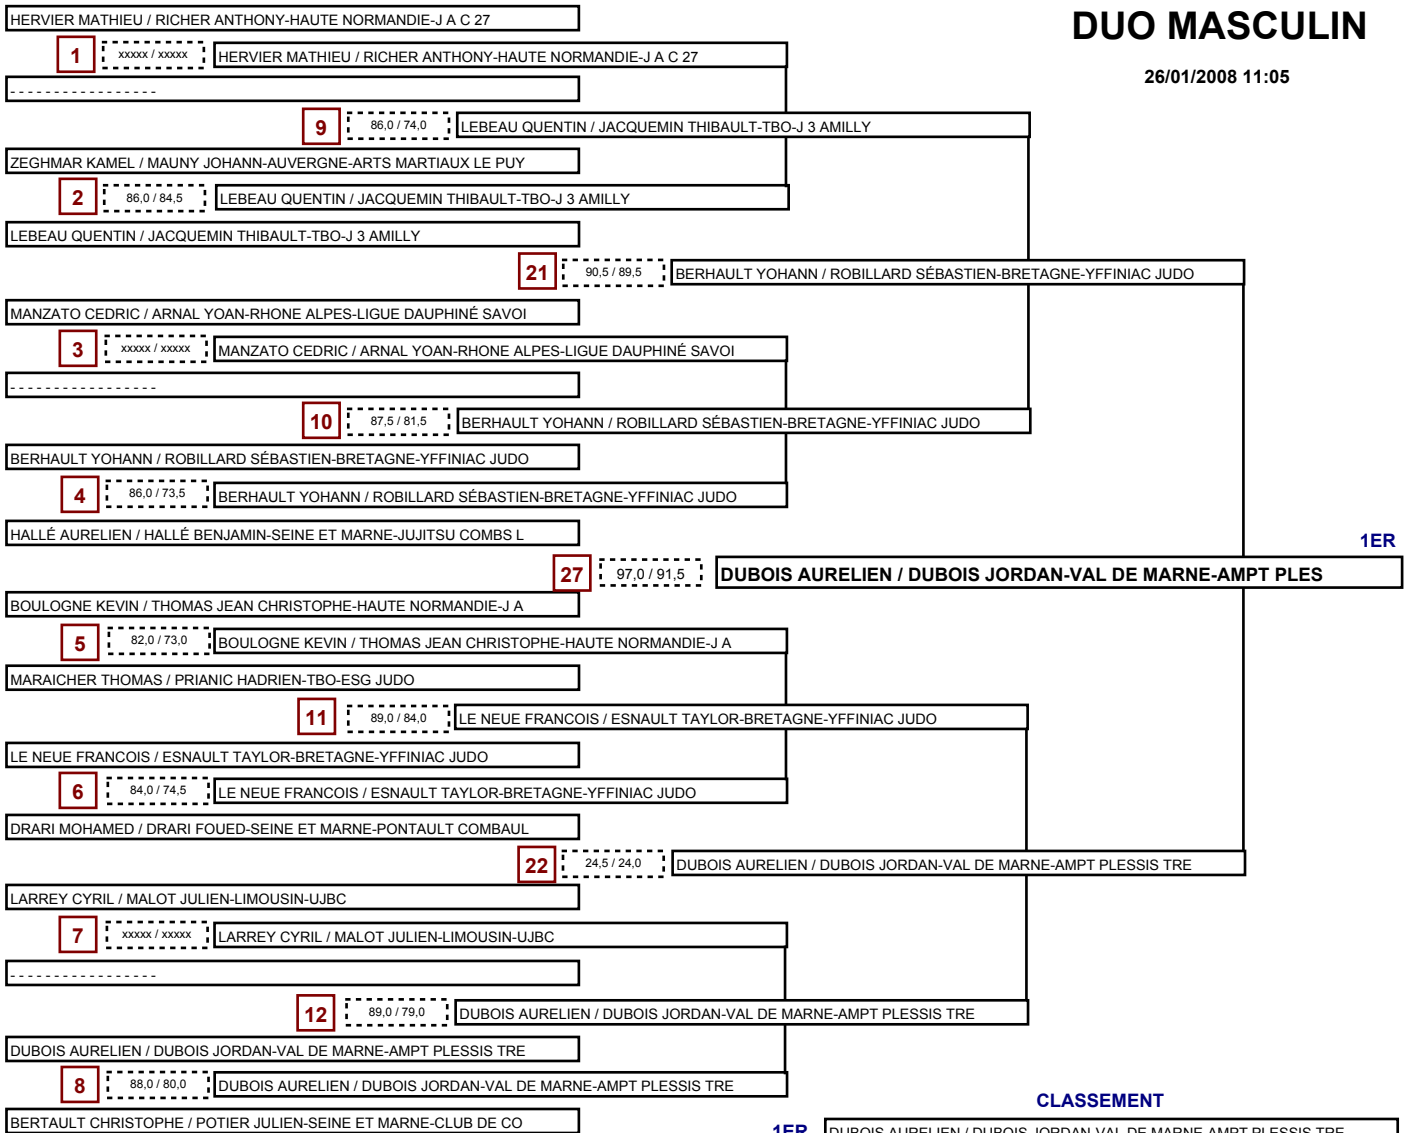 HERVIER MATHIEU / RICHER ANTHONY-HAUTE NORMANDIE-J A C 27
DUO MASCULIN
1 xxxxx / xxxxx HERVIER MATHIEU / RICHER ANTHONY-HAUTE NORMANDIE-J A C 27
26/01/2008 11:05
- - - - - - - - - - - - - - - - -
9 86,0 / 74,0 LEBEAU QUENTIN / JACQUEMIN THIBAULT-TBO-J 3 AMILLY
ZEGHMAR KAMEL / MAUNY JOHANN-AUVERGNE-ARTS MARTIAUX LE PUY
2 86,0 / 84,5 LEBEAU QUENTIN / JACQUEMIN THIBAULT-TBO-J 3 AMILLY
LEBEAU QUENTIN / JACQUEMIN THIBAULT-TBO-J 3 AMILLY
21 90,5 / 89,5 BERHAULT YOHANN / ROBILLARD SÉBASTIEN-BRETAGNE-YFFINIAC JUDO
MANZATO CEDRIC / ARNAL YOAN-RHONE ALPES-LIGUE DAUPHINÉ SAVOI
3 xxxxx / xxxxx MANZATO CEDRIC / ARNAL YOAN-RHONE ALPES-LIGUE DAUPHINÉ SAVOI
- - - - - - - - - - - - - - - - -
10 87,5 / 81,5 BERHAULT YOHANN / ROBILLARD SÉBASTIEN-BRETAGNE-YFFINIAC JUDO
BERHAULT YOHANN / ROBILLARD SÉBASTIEN-BRETAGNE-YFFINIAC JUDO
4 86,0 / 73,5 BERHAULT YOHANN / ROBILLARD SÉBASTIEN-BRETAGNE-YFFINIAC JUDO
HALLÉ AURELIEN / HALLÉ BENJAMIN-SEINE ET MARNE-JUJITSU COMBS L
1ER
27 97,0 / 91,5 DUBOIS AURELIEN / DUBOIS JORDAN-VAL DE MARNE-AMPT PLES
BOULOGNE KEVIN / THOMAS JEAN CHRISTOPHE-HAUTE NORMANDIE-J A
5 82,0 / 73,0 BOULOGNE KEVIN / THOMAS JEAN CHRISTOPHE-HAUTE NORMANDIE-J A
MARAICHER THOMAS / PRIANIC HADRIEN-TBO-ESG JUDO
11 89,0 / 84,0 LE NEUE FRANCOIS / ESNAULT TAYLOR-BRETAGNE-YFFINIAC JUDO
LE NEUE FRANCOIS / ESNAULT TAYLOR-BRETAGNE-YFFINIAC JUDO
6 84,0 / 74,5 LE NEUE FRANCOIS / ESNAULT TAYLOR-BRETAGNE-YFFINIAC JUDO
DRARI MOHAMED / DRARI FOUED-SEINE ET MARNE-PONTAULT COMBAUL
22 24,5 / 24,0 DUBOIS AURELIEN / DUBOIS JORDAN-VAL DE MARNE-AMPT PLESSIS TRE
LARREY CYRIL / MALOT JULIEN-LIMOUSIN-UJBC
7 xxxxx / xxxxx LARREY CYRIL / MALOT JULIEN-LIMOUSIN-UJBC
- - - - - - - - - - - - - - - - -
12 89,0 / 79,0 DUBOIS AURELIEN / DUBOIS JORDAN-VAL DE MARNE-AMPT PLESSIS TRE
DUBOIS AURELIEN / DUBOIS JORDAN-VAL DE MARNE-AMPT PLESSIS TRE
8 88,0 / 80,0 DUBOIS AURELIEN / DUBOIS JORDAN-VAL DE MARNE-AMPT PLESSIS TRE
CLASSEMENT
BERTAULT CHRISTOPHE / POTIER JULIEN-SEINE ET MARNE-CLUB DE CO
1ER DUBOIS AURELIEN / DUBOIS JORDAN-VAL DE MARNE-AMPT PLESSIS TRE